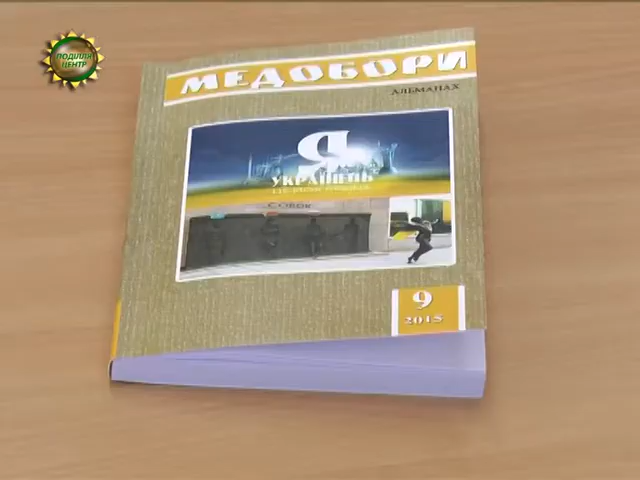 ПОДІЛЛЯ
ЦЕНТР
МЕДОБОРИ
АЛЬМАНАХ
Я
УКРАЇНЕЦЬ
9
2015